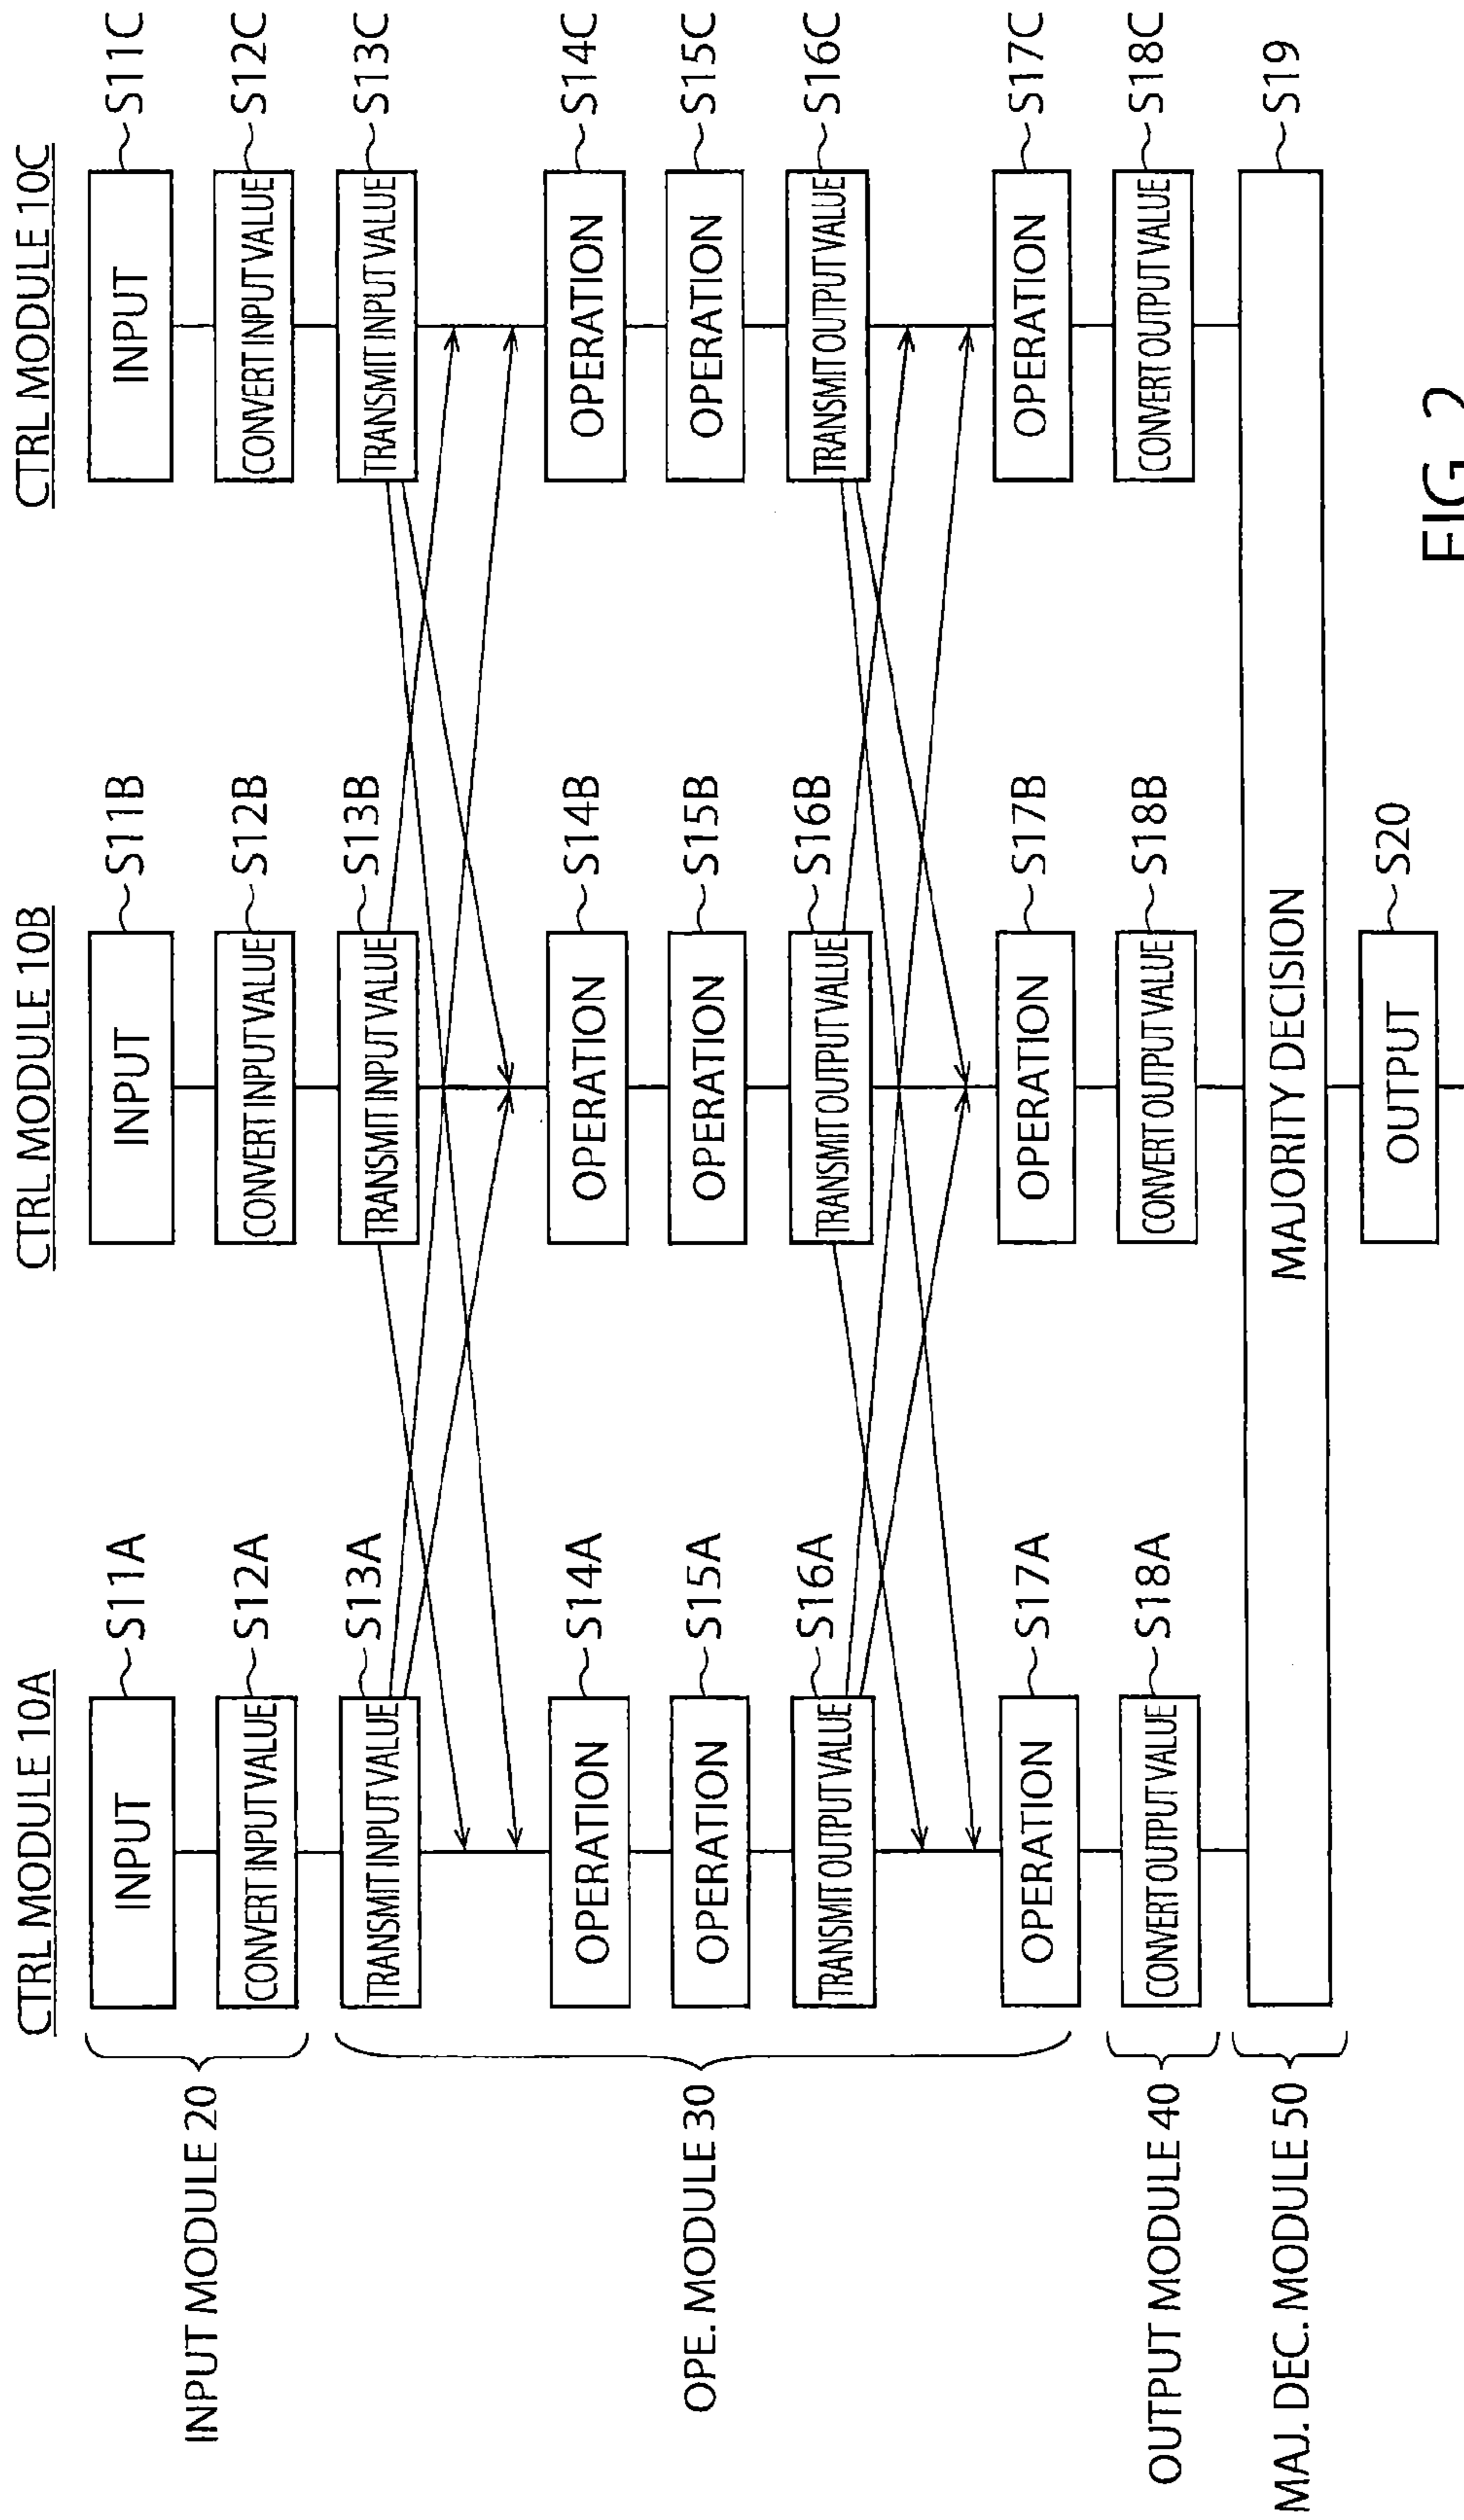 CTRL MODULE 10A
CTRL MODULE 10B
CTRL MODULE 10C
INPUT MODULE 20
INPUT
S11A
INPUT
S11B
INPUT
S11C
CONVERT INPUT VALUE
S12A
CONVERT INPUT VALUE
S12B
CONVERT INPUT VALUE
S12C
OPE. MODULE 30
TRANSMIT INPUT VALUE
S13A
TRANSMIT INPUT VALUE
S13B
TRANSMIT INPUT VALUE
S13C
OPERATION
S14A
OPERATION
S14B
OPERATION
S14C
OPERATION
S15A
OPERATION
S15B
OPERATION
S15C
TRANSMIT OUTPUT VALUE
S16A
TRANSMIT OUTPUT VALUE
S16B
TRANSMIT OUTPUT VALUE
S16C
OPERATION
S17A
OPERATION
S17B
OPERATION
S17C
OUTPUT MODULE 40
CONVERT OUTPUT VALUE
S18A
CONVERT OUTPUT VALUE
S18B
CONVERT OUTPUT VALUE
S18C
MAJ. DEC. MODULE 50
MAJORITY DECISION
S19
OUTPUT
S20
FIG. 2